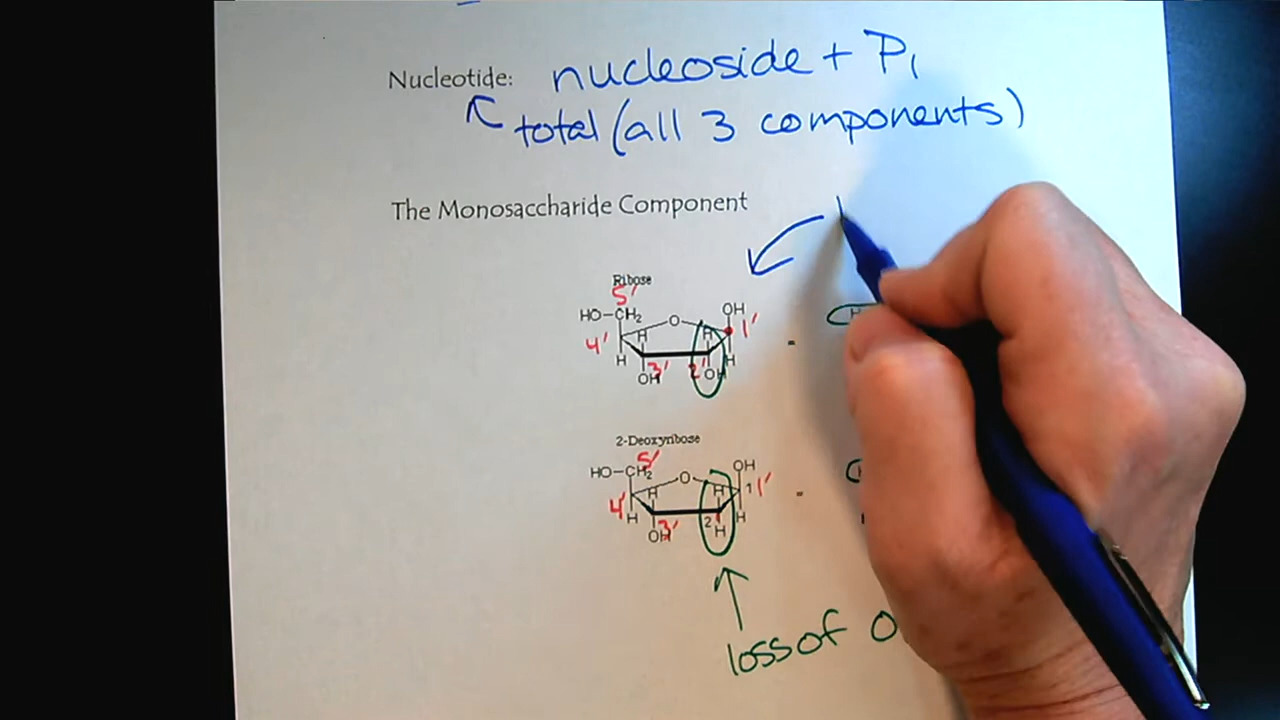 Nucleotide: nucleoside + Pi
total (all 3 components)
The Monosaccharide Component
Ribose
5'
HO-CH2
O
OH
1'
4'
H
H
H
H
OH
3'
2'
OH
=
2-Deoxyribose
5'
HO-CH2
O
OH
1
1'
4'
H
H
H
H
OH
3'
2
H
=
loss of O